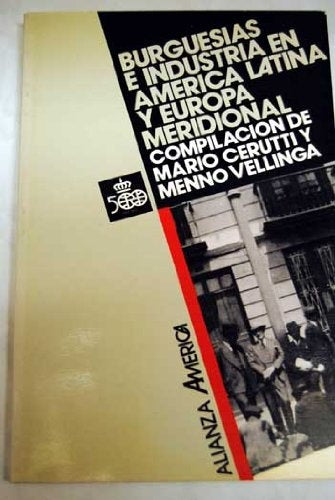 BURGUESIAS
E INDUSTRIA EN
AMERICA LATINA
Y EUROPA
MERIDIONAL
COMPILACION DE
MARIO CERUTTI Y
MENNO VELLINGA
500
ALIANZA AMERICA